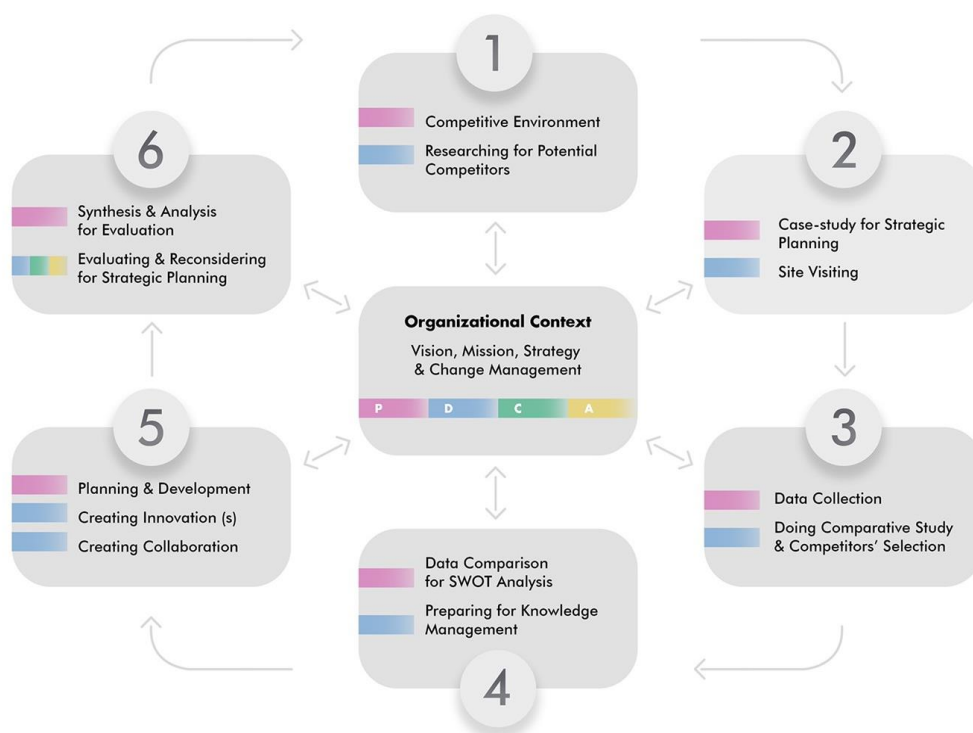 1
Competitive Environment
Researching for Potential
Competitors
2
Case-study for Strategic
Planning
Site Visiting
3
Data Collection
Doing Comparative Study
& Competitors' Selection
4
Data Comparison
for SWOT Analysis
Preparing for Knowledge
Management
5
Planning & Development
Creating Innovation (s)
Creating Collaboration
6
Synthesis & Analysis
for Evaluation
Evaluating & Reconsidering
for Strategic Planning
Organizational Context
Vision, Mission, Strategy
& Change Management
P D C A